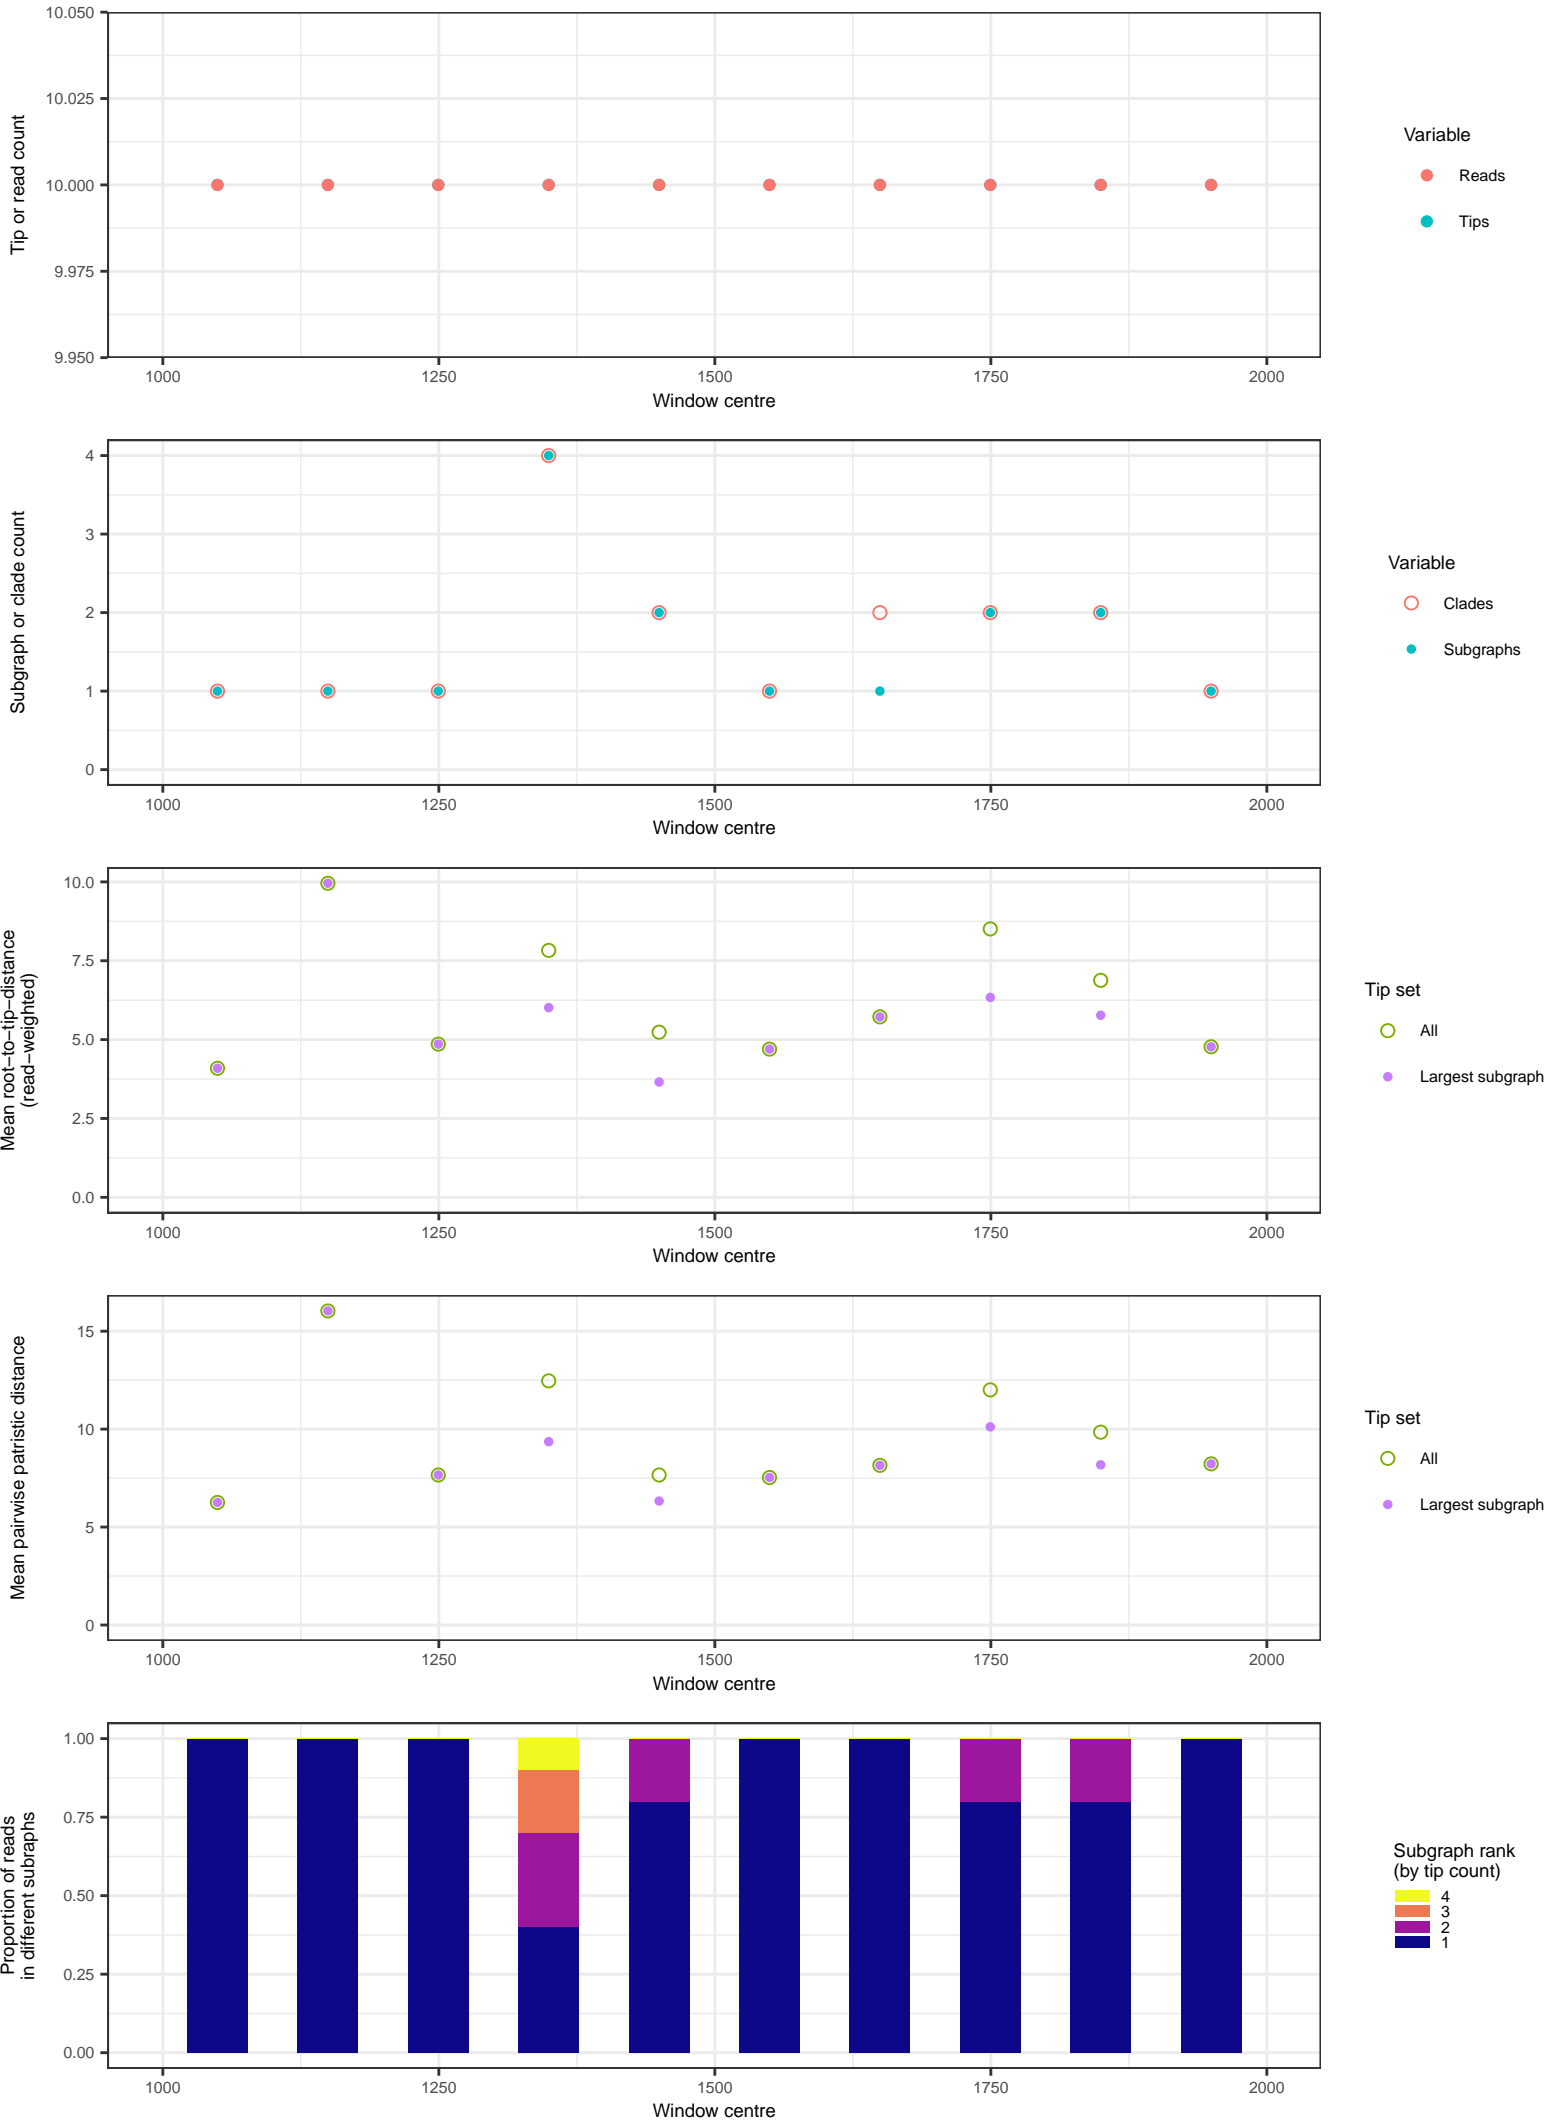 10.050
10.025
10.000
9.975
9.950
Tip or read count
1000
1250
1500
1750
2000
Window centre
Variable
Reads
Tips
4
3
2
1
0
Subgraph or clade count
1000
1250
1500
1750
2000
Window centre
Variable
Clades
Subgraphs
10.0
7.5
5.0
2.5
0.0
Mean root−to−tip−distance
(read−weighted)
1000
1250
1500
1750
2000
Window centre
Tip set
All
Largest subgraph
15
10
5
0
Mean pairwise patristic distance
1000
1250
1500
1750
2000
Window centre
Tip set
All
Largest subgraph
1.00
0.75
0.50
0.25
0.00
Proportion of reads
in different subraphs
1000
1250
1500
1750
2000
Window centre
Subgraph rank
(by tip count)
4
3
2
1